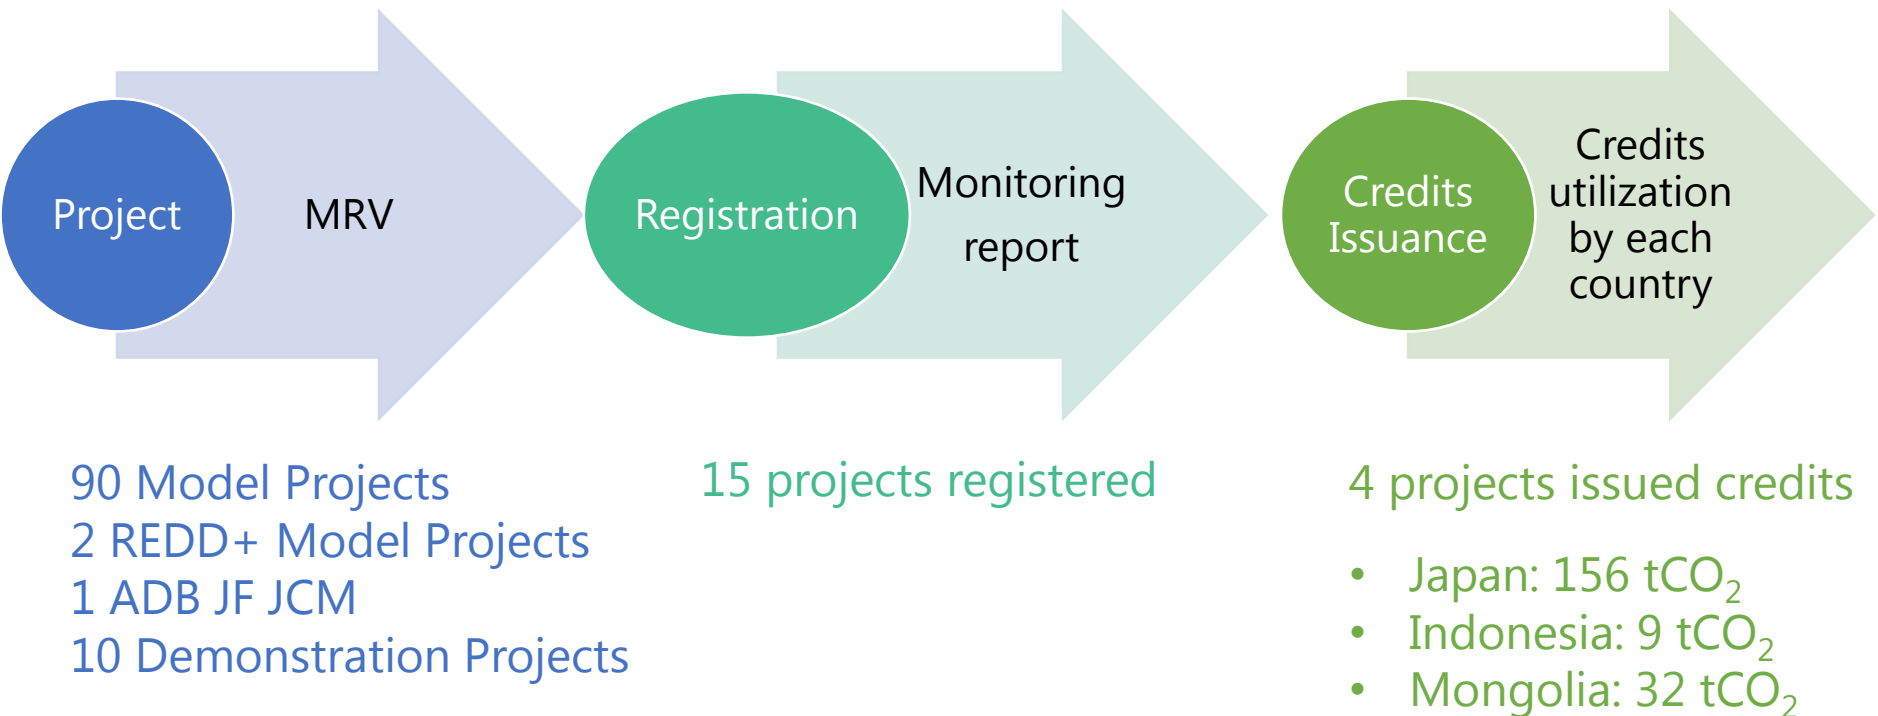 Project
MRV
Registration
Monitoring
report
Credits
Issuance
Credits
utilization
by each
country
90 Model Projects
2 REDD+ Model Projects
1 ADB JF JCM
10 Demonstration Projects
15 projects registered
4 projects issued credits
• Japan: 156 tCO₂
• Indonesia: 9 tCO₂
• Mongolia: 32 tCO₂